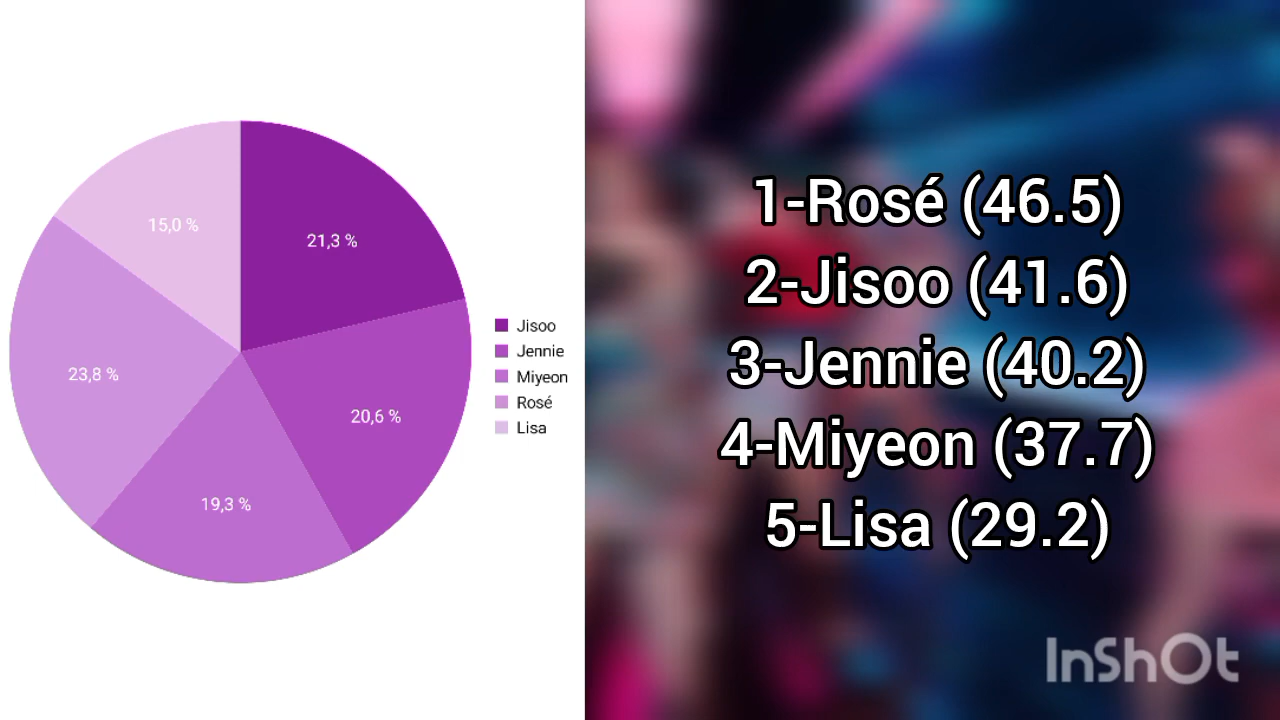 15,0 %
21,3 %
23,8 %
20,6 %
19,3 %
Jisoo
Jennie
Miyeon
Rosé
Lisa
1-Rosé (46.5)
2-Jisoo (41.6)
3-Jennie (40.2)
4-Miyeon (37.7)
5-Lisa (29.2)
InShOt